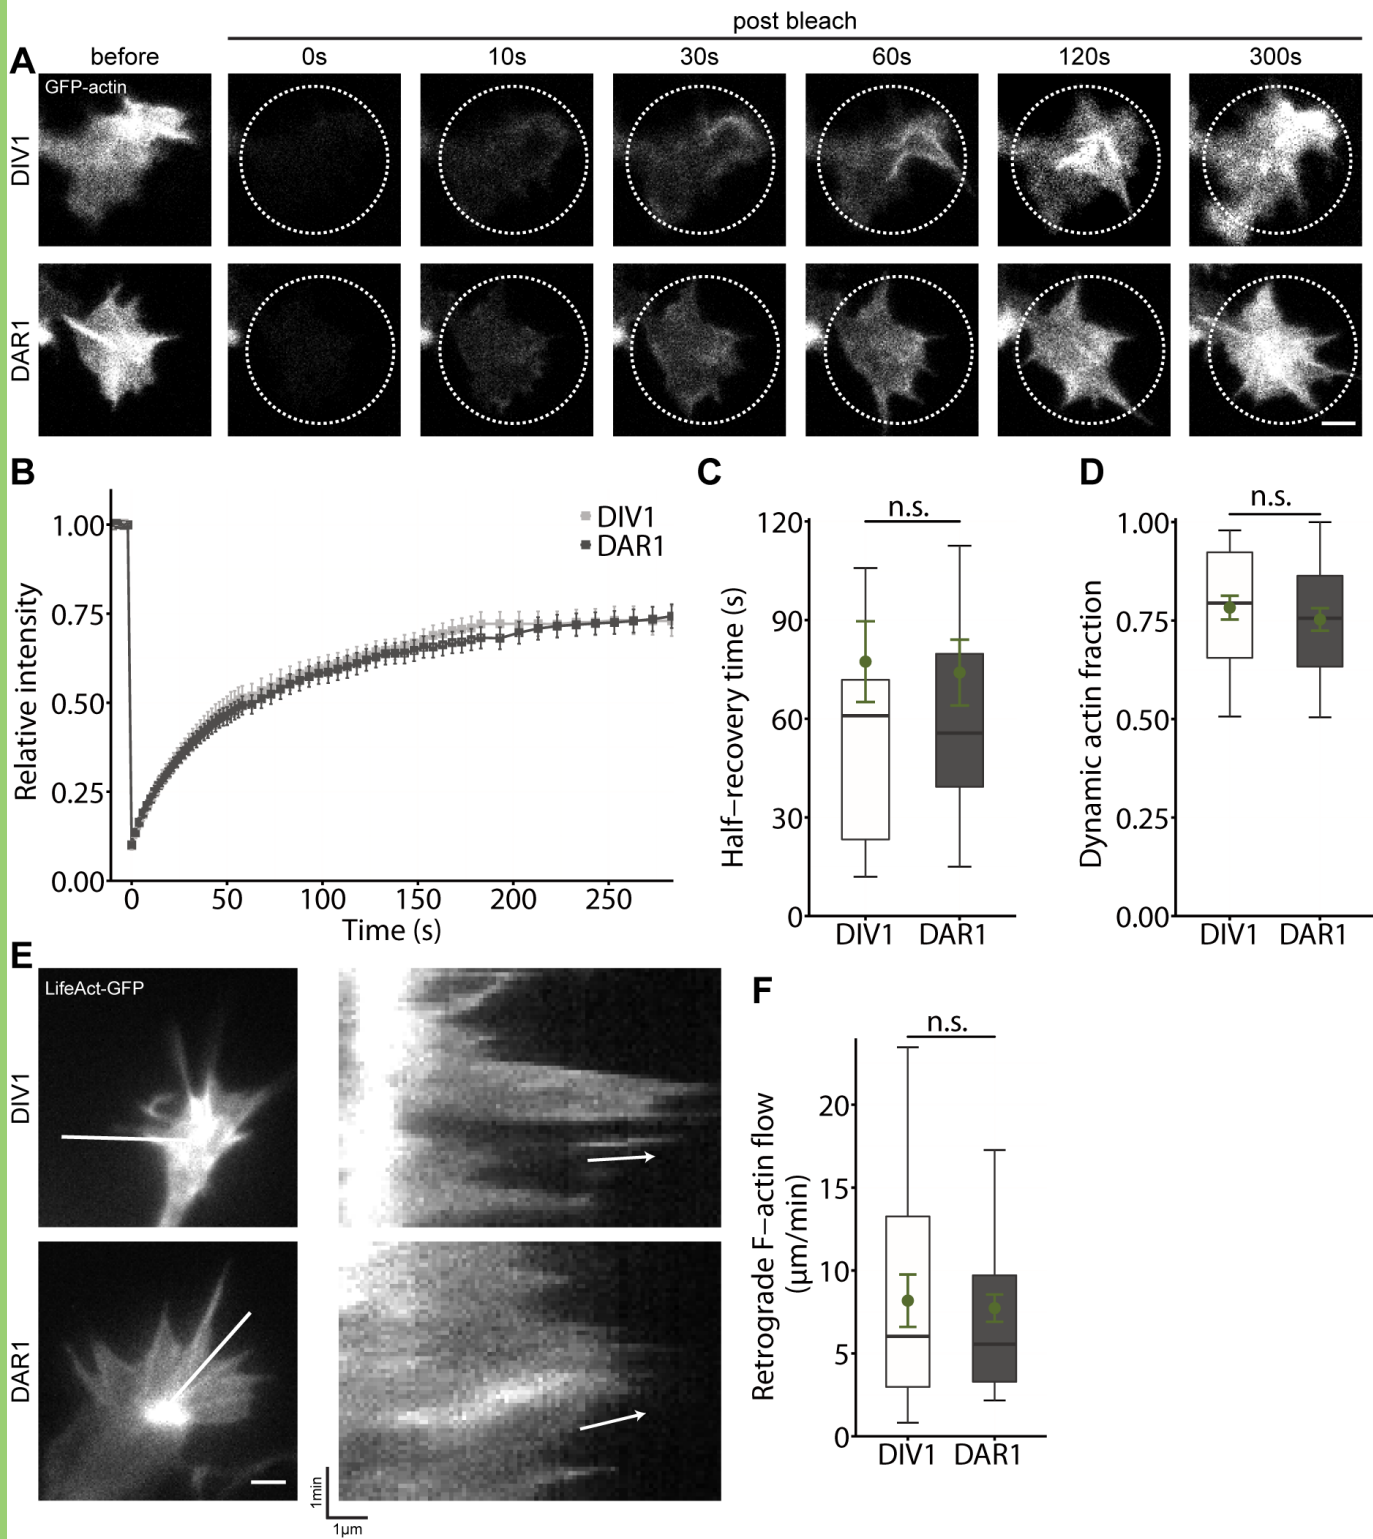 post bleach
A
before
0s
10s
30s
60s
120s
300s
GFP-actin
DIV1
DAR1
B
Relative intensity
1.00
0.75
0.50
0.25
0.00
0
50
100
150
200
250
Time (s)
DIV1
DAR1
C
n.s.
Half−recovery time (s)
120
90
60
30
0
DIV1
DAR1
D
n.s.
Dynamic actin fraction
1.00
0.75
0.50
0.25
0.00
DIV1
DAR1
E
LifeAct-GFP
DIV1
DAR1
1min
1µm
F
n.s.
Retrograde F−actin flow
(µm/min)
20
15
10
5
0
DIV1
DAR1